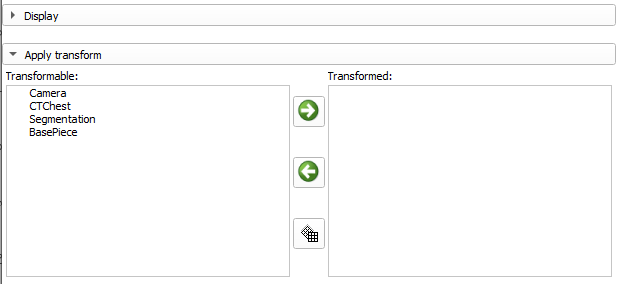 Display
Apply transform
Transformable:
Transformed:
Camera
CTChest
Segmentation
BasePiece